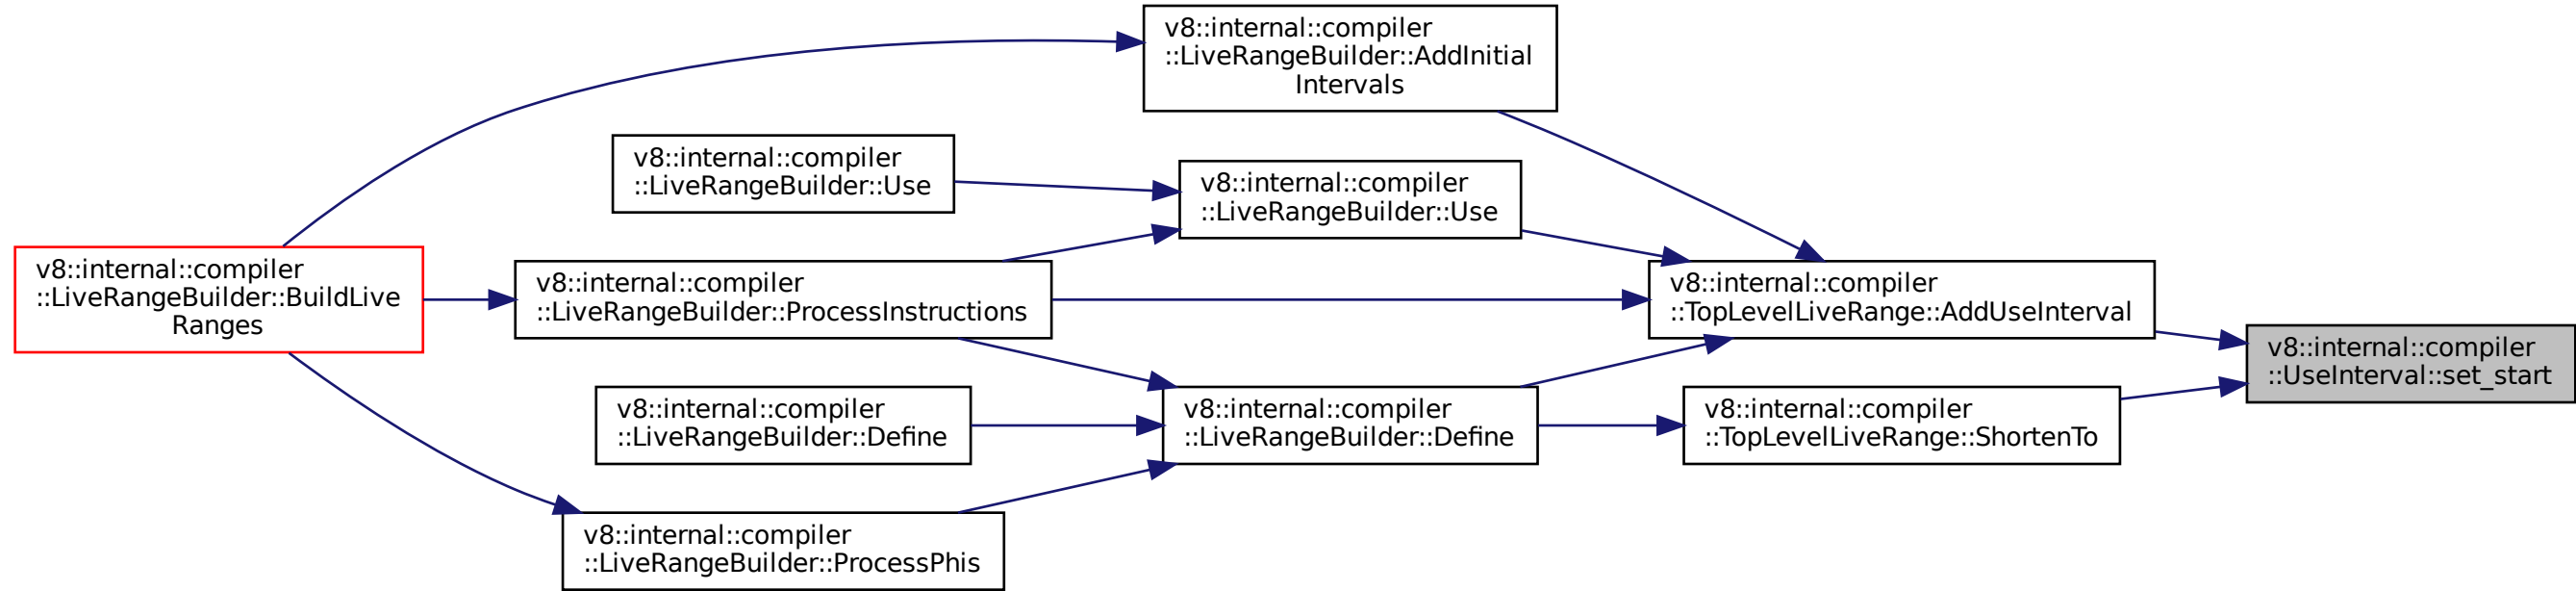 v8::internal::compiler
::LiveRangeBuilder::AddInitial
Intervals
v8::internal::compiler
::LiveRangeBuilder::Use
v8::internal::compiler
::LiveRangeBuilder::Use
v8::internal::compiler
::LiveRangeBuilder::BuildLive
Ranges
v8::internal::compiler
::LiveRangeBuilder::ProcessInstructions
v8::internal::compiler
::TopLevelLiveRange::AddUseInterval
v8::internal::compiler
::UseInterval::set_start
v8::internal::compiler
::LiveRangeBuilder::Define
v8::internal::compiler
::LiveRangeBuilder::Define
v8::internal::compiler
::TopLevelLiveRange::ShortenTo
v8::internal::compiler
::LiveRangeBuilder::ProcessPhis